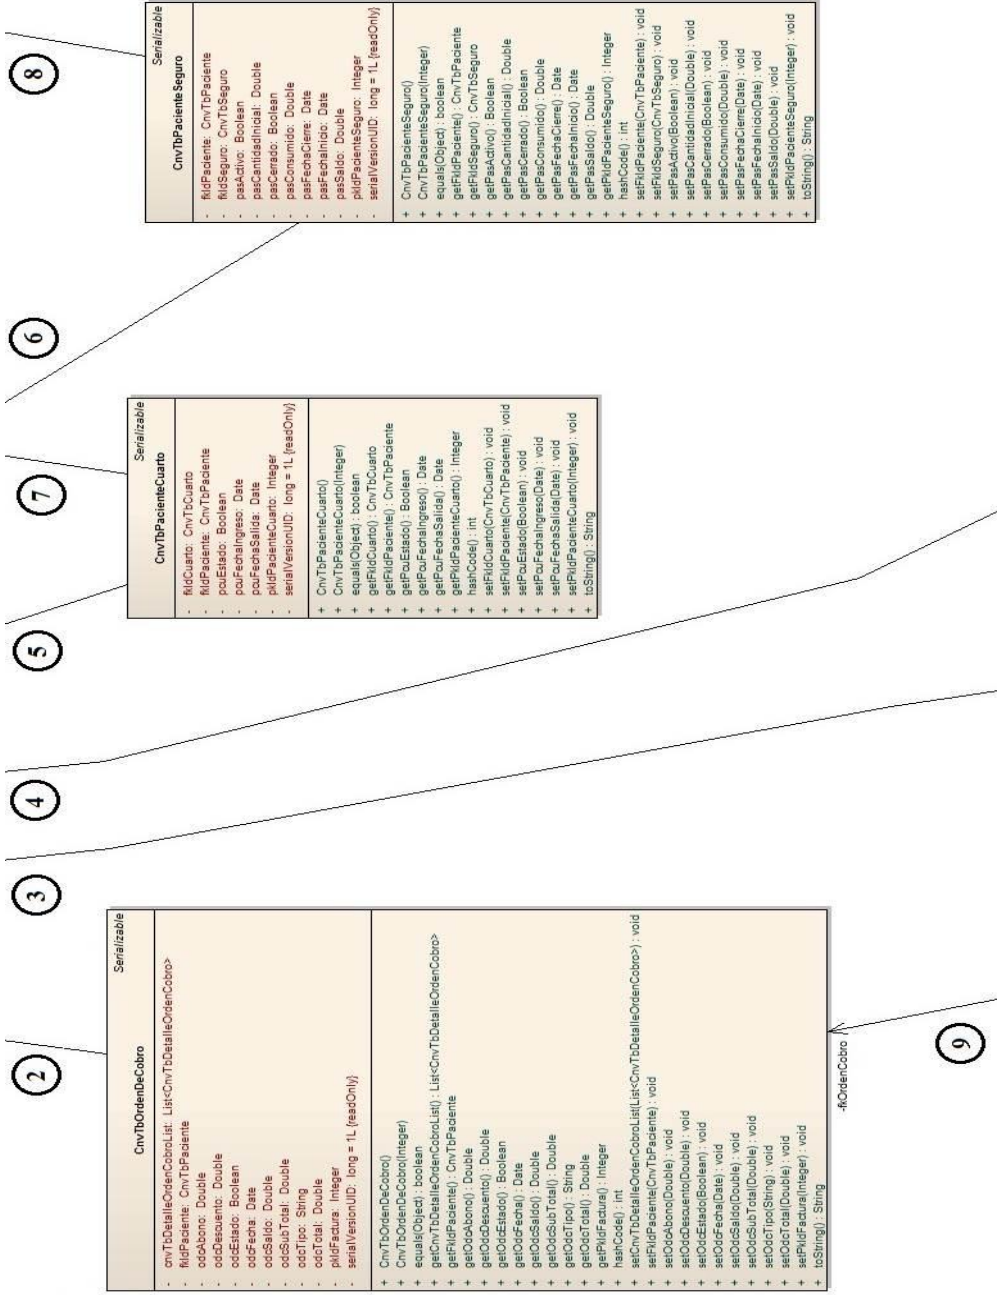 2
3
4
5
7
6
8
Serializable
CnvTbOrdenDeCobro
- cnvTbDetalleOrdenCobroList: List<CnvTbDetalleOrdenCobro>
- fkIdPaciente: CnvTbPaciente
- odcAbono: Double
- odcDescuento: Double
- odcEstado: Boolean
- odcFecha: Date
- odcSaldo: Double
- odcSubTotal: Double
- odcTipo: String
- odcTotal: Double
- pkIdFactura: Integer
- serialVersionUID: long = 1L {readOnly}
+ CnvTbOrdenDeCobro()
+ CnvTbOrdenDeCobro(Integer)
+ equals(Object) : boolean
+ getCnvTbDetalleOrdenCobroList() : List<CnvTbDetalleOrdenCobro>
+ getFkIdPaciente() : CnvTbPaciente
+ getOdcAbono() : Double
+ getOdcDescuento() : Double
+ getOdcEstado() : Boolean
+ getOdcFecha() : Date
+ getOdcSaldo() : Double
+ getOdcSubTotal() : Double
+ getOdcTipo() : String
+ getOdcTotal() : Double
+ getPkIdFactura() : Integer
+ hashCode() : int
+ setCnvTbDetalleOrdenCobroList(List<CnvTbDetalleOrdenCobro>) : void
+ setFkIdPaciente(CnvTbPaciente) : void
+ setOdcAbono(Double) : void
+ setOdcDescuento(Double) : void
+ setOdcEstado(Boolean) : void
+ setOdcFecha(Date) : void
+ setOdcSaldo(Double) : void
+ setOdcSubTotal(Double) : void
+ setOdcTipo(String) : void
+ setOdcTotal(Double) : void
+ setPkIdFactura(Integer) : void
+ toString() : String
-fkOrdenCobro
9
Serializable
CnvTbPacienteCuarto
- fkIdCuarto: CnvTbCuarto
- fkIdPaciente: CnvTbPaciente
- pcuEstado: Boolean
- pcuFechaIngreso: Date
- pcuFechaSalida: Date
- pkIdPacienteCuarto: Integer
- serialVersionUID: long = 1L {readOnly}
+ CnvTbPacienteCuarto()
+ CnvTbPacienteCuarto(Integer)
+ equals(Object) : boolean
+ getFkIdCuarto() : CnvTbCuarto
+ getFkIdPaciente() : CnvTbPaciente
+ getPcuEstado() : Boolean
+ getPcuFechaIngreso() : Date
+ getPcuFechaSalida() : Date
+ getPkIdPacienteCuarto() : Integer
+ hashCode() : int
+ setFkIdCuarto(CnvTbCuarto) : void
+ setFkIdPaciente(CnvTbPaciente) : void
+ setPcuEstado(Boolean) : void
+ setPcuFechaIngreso(Date) : void
+ setPcuFechaSalida(Date) : void
+ setPkIdPacienteCuarto(Integer) : void
+ toString() : String
Serializable
CnvTbPacienteSeguro
- fkIdPaciente: CnvTbPaciente
- fkIdSeguro: CnvTbSeguro
- pasActivo: Boolean
- pasCantidadInicial: Double
- pasCerrado: Boolean
- pasConsumido: Double
- pasFechaCierre: Date
- pasFechaInicio: Date
- pasSaldo: Double
- pkIdPacienteSeguro: Integer
- serialVersionUID: long = 1L {readOnly}
+ CnvTbPacienteSeguro()
+ CnvTbPacienteSeguro(Integer)
+ equals(Object) : boolean
+ getFkIdPaciente() : CnvTbPaciente
+ getFkIdSeguro() : CnvTbSeguro
+ getPasActivo() : Boolean
+ getPasCantidadInicial() : Double
+ getPasCerrado() : Boolean
+ getPasConsumido() : Double
+ getPasFechaCierre() : Date
+ getPasFechaInicio() : Date
+ getPasSaldo() : Double
+ getPkIdPacienteSeguro() : Integer
+ hashCode() : int
+ setFkIdPaciente(CnvTbPaciente) : void
+ setFkIdSeguro(CnvTbSeguro) : void
+ setPasActivo(Boolean) : void
+ setPasCantidadInicial(Double) : void
+ setPasCerrado(Boolean) : void
+ setPasConsumido(Double) : void
+ setPasFechaCierre(Date) : void
+ setPasFechaInicio(Date) : void
+ setPasSaldo(Double) : void
+ setPkIdPacienteSeguro(Integer) : void
+ toString() : String